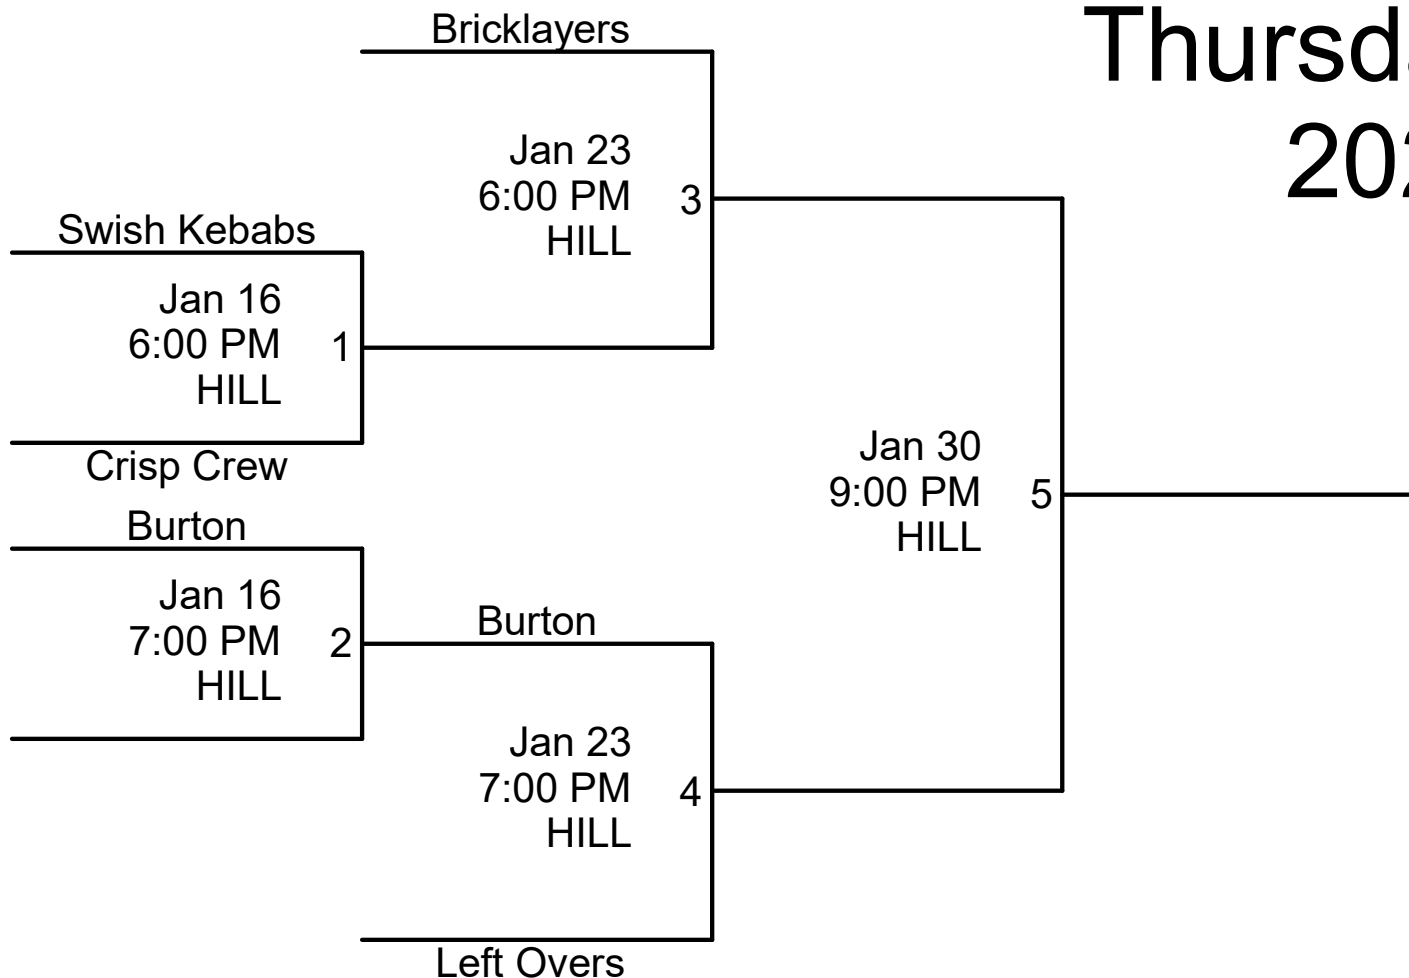 Bricklayers
Thursda
202
Jan 23
6:00 PM
HILL
3
Swish Kebabs
Jan 16
6:00 PM
HILL
1
Crisp Crew
Jan 30
9:00 PM
HILL
5
Burton
Jan 16
7:00 PM
HILL
2
Burton
Jan 23
7:00 PM
HILL
4
Left Overs